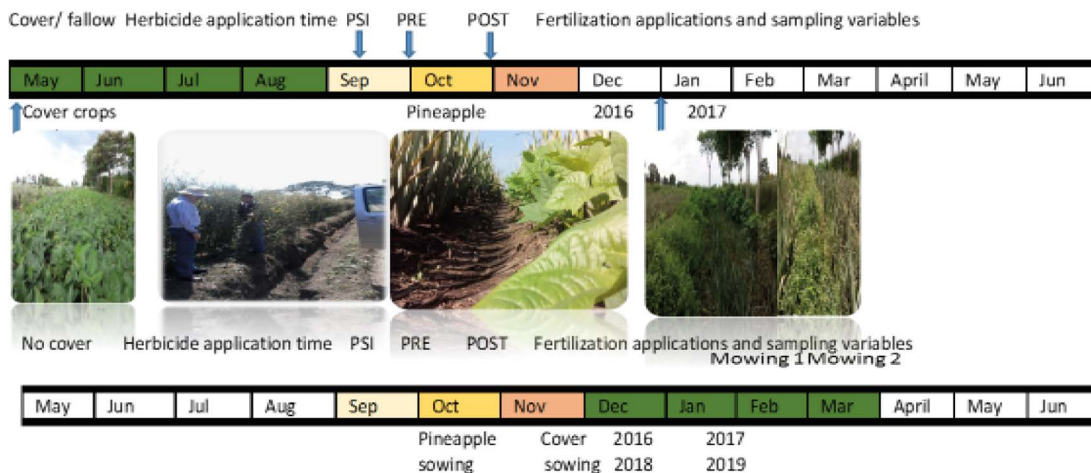 Cover/ fallow Herbicide application time PSI PRE POST Fertilization applications and sampling variables
May Jun Jul Aug Sep Oct Nov Dec Jan Feb Mar April May Jun
Cover crops Pineapple 2016 2017
No cover Herbicide application time PSI PRE POST Fertilization applications and sampling variables
Mowing 1 Mowing 2
May Jun Jul Aug Sep Oct Nov Dec Jan Feb Mar April May Jun
Pineapple Cover 2016 2017
sowing sowing 2018 2019